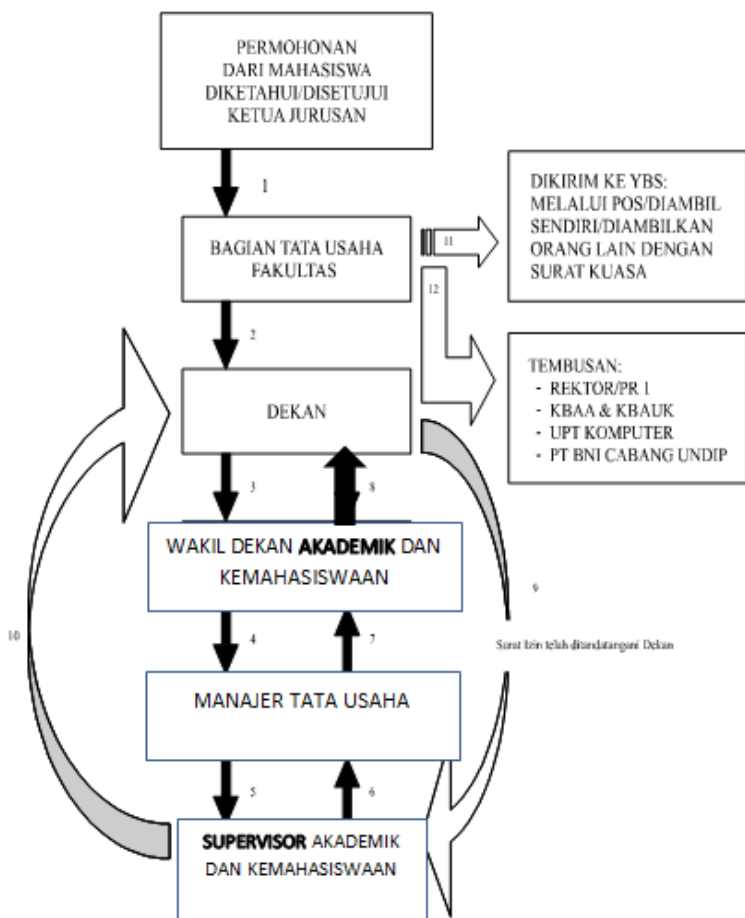 PERMOHONAN
DARI MAHASISWA
DIKETAHUI/DISETUJUI
KETUA JURUSAN
1
BAGIAN TATA USAHA
FAKULTAS
11
DIKIRIM KE YBS:
MELALUI POS/DIAMBIL
SENDIRI/DIAMBILKAN
ORANG LAIN DENGAN
SURAT KUASA
12
2
TEMBUSAN:
- REKTOR/PR 1
- KBAA & KBAUK
- UPT KOMPUTER
- PT BNI CABANG UNDIP
DEKAN
3
8
WAKIL DEKAN AKADEMIK DAN
KEMAHASISWAAN
9
10
4
7
Surat Izin telah ditandatangani Dekan
MANAJER TATA USAHA
5
6
SUPERVISOR AKADEMIK
DAN KEMAHASISWAAN